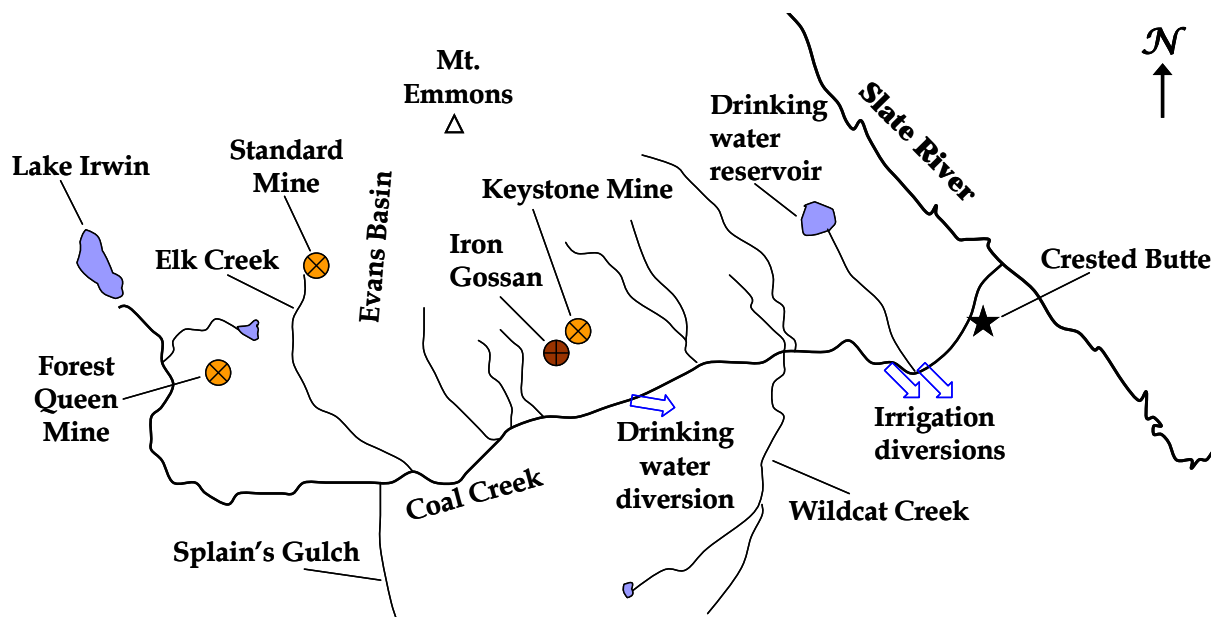 Mt.
Emmons
N
Drinking
water
reservoir
Slate River
Standard
Mine
Lake Irwin
Keystone Mine
Evans Basin
Iron
Gossan
Elk Creek
Crested Butte
Forest
Queen
Mine
Irrigation
diversions
Drinking
water
diversion
Coal Creek
Wildcat Creek
Splain's Gulch